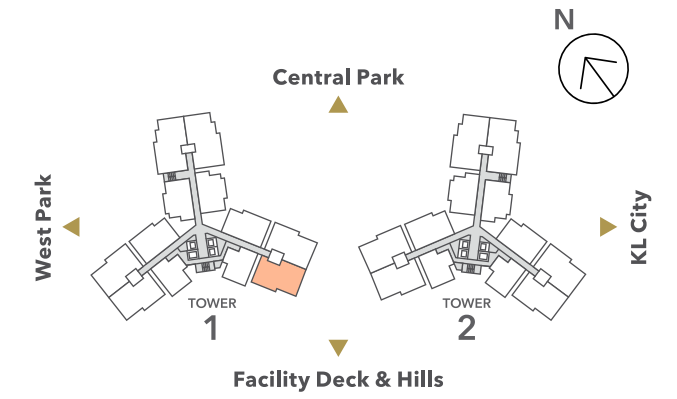 N
Central Park
West Park
KL City
TOWER
1
TOWER
2
Facility Deck & Hills